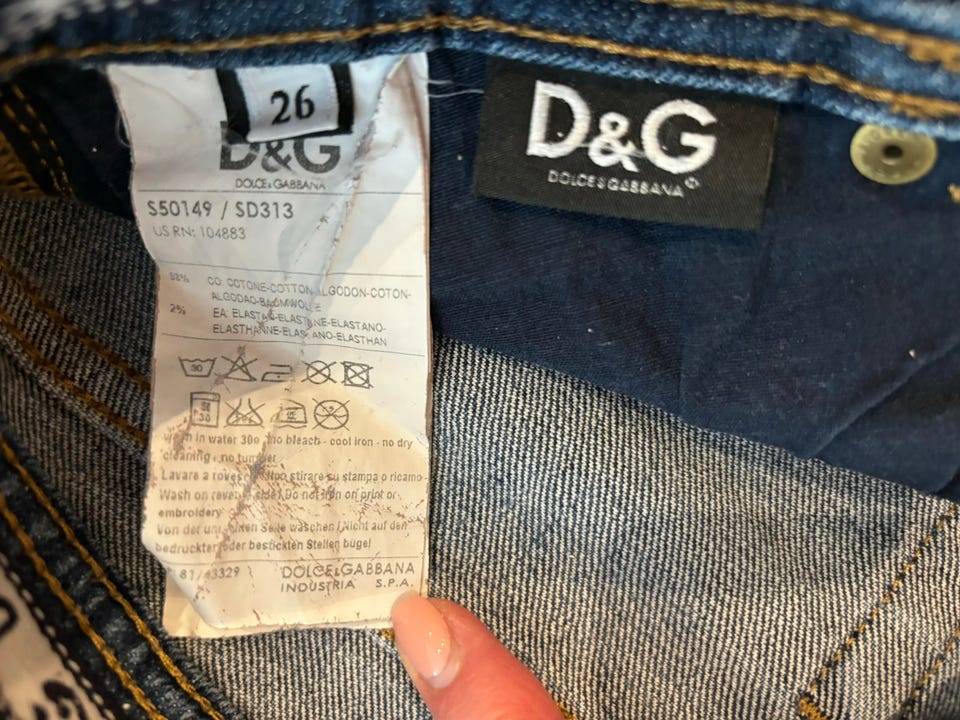 26
D&G
DOLCE&GABBANA
S50149 / SD313
US RN: 104883
98% CO: COTONE-COTTON-ALGODON-COTON-
ALGODAO-BAUMWOLLE
2% EA: ELASTAN-ELASTANE-ELASTANO-
ELASTHANNE-ELASTANO-ELASTHAN
30
30
in water 30o no bleach - cool iron - no dry
cleaning, no tumbler
Lavare a rovescio Non stirare su stampa o ricamo
Wash on reverse side! Do not iron on print or
embroidery
Von der Seite waschen! Nicht auf den
bedruckten oder bestickten Stellen bügel
81/43329 DOLCE&GABBANA
INDUSTRIA S.P.A.
D&G
DOLCE&GABBANA